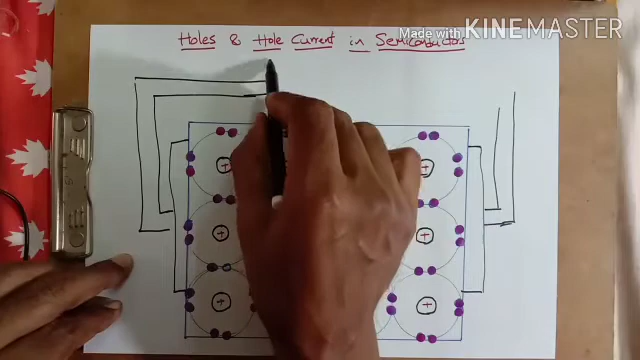 Made with KINEMASTER
Holes & Hole Current in Semiconductors
+ +
+ +
+ +